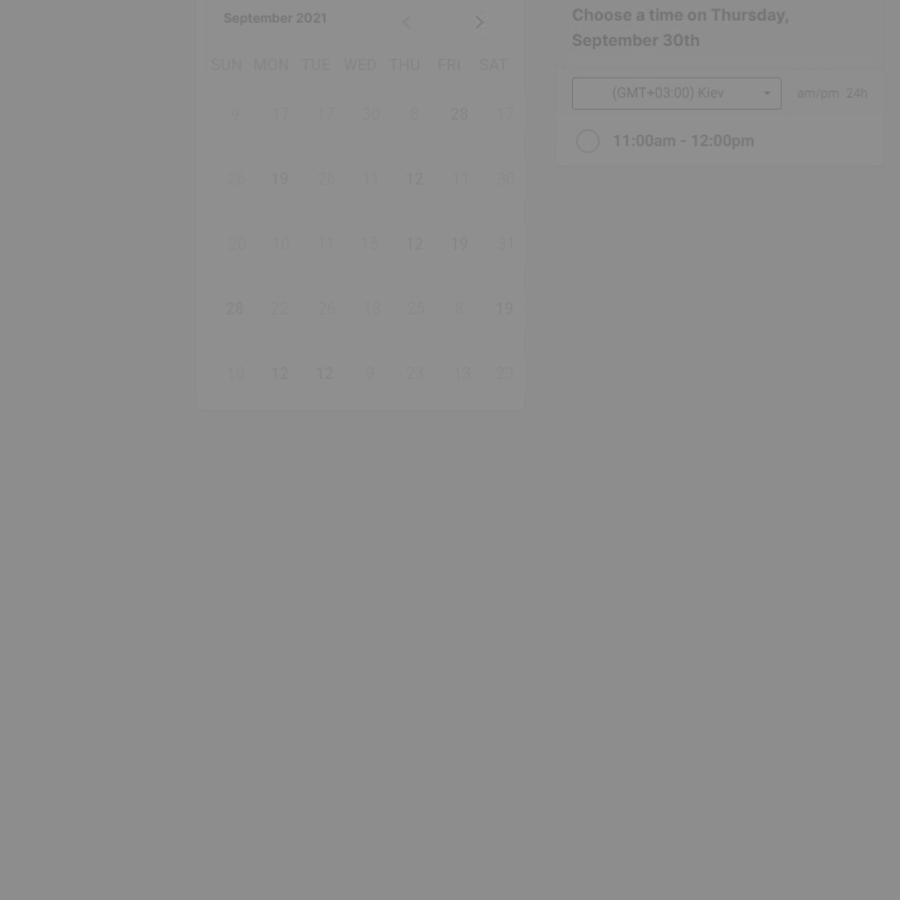 September 2021
SUN MON TUE WED THU FRI SAT
9 17 17 30 8 28 17
26 19 26 11 12 11 30
20 10 11 13 12 19 31
28 22 26 18 25 8 19
18 12 12 9 23 13 23
Choose a time on Thursday,
September 30th
(GMT+03:00) Kiev
am/pm 24h
11:00am - 12:00pm